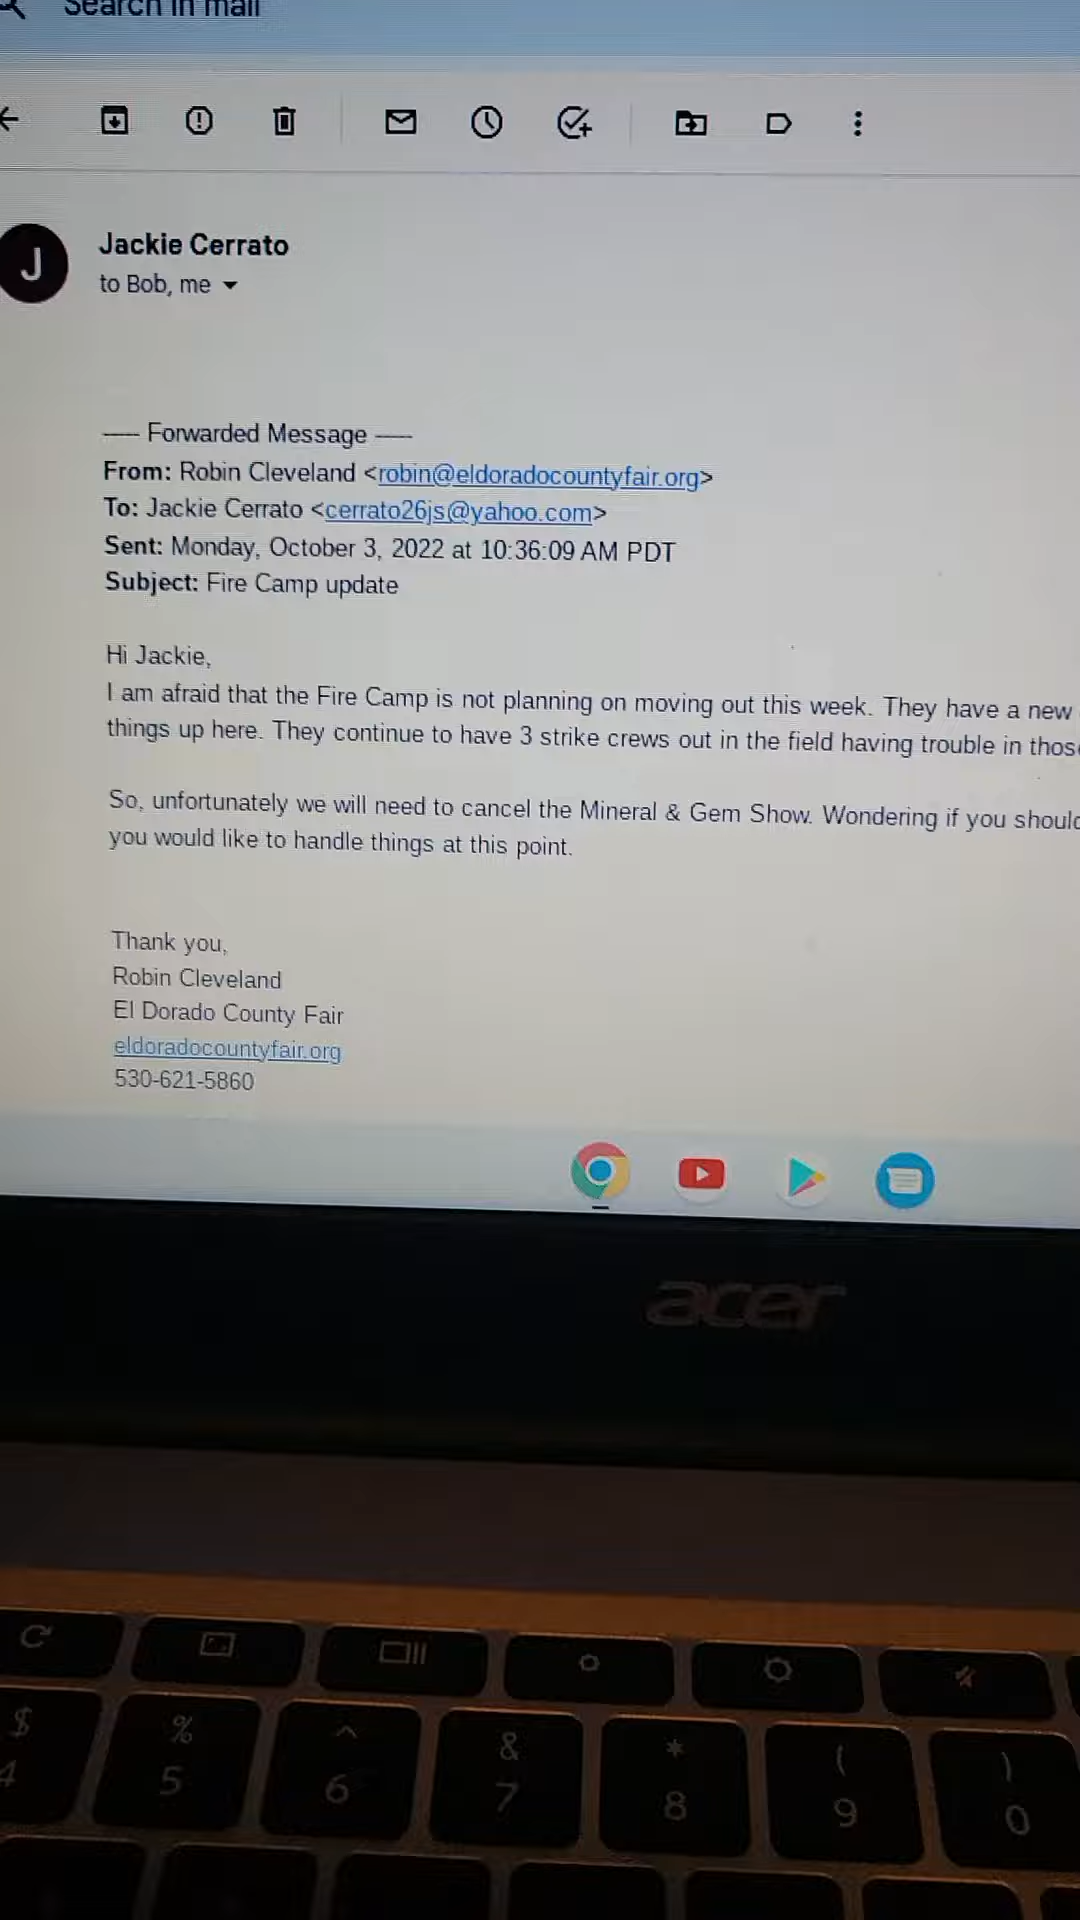 Search in mail
J
Jackie Cerrato
to Bob, me
----- Forwarded Message -----
From: Robin Cleveland <robin@eldoradocountyfair.org>
To: Jackie Cerrato <cerrato26js@yahoo.com>
Sent: Monday, October 3, 2022 at 10:36:09 AM PDT
Subject: Fire Camp update
Hi Jackie,
I am afraid that the Fire Camp is not planning on moving out this week. They have a new
things up here. They continue to have 3 strike crews out in the field having trouble in
So, unfortunately we will need to cancel the Mineral & Gem Show. Wondering if you should
you would like to handle things at this point.
Thank you,
Robin Cleveland
El Dorado County Fair
eldoradocountyfair.org
530-621-5860
acer
$ % ^ & * ( )
4 5 6 7 8 9 0